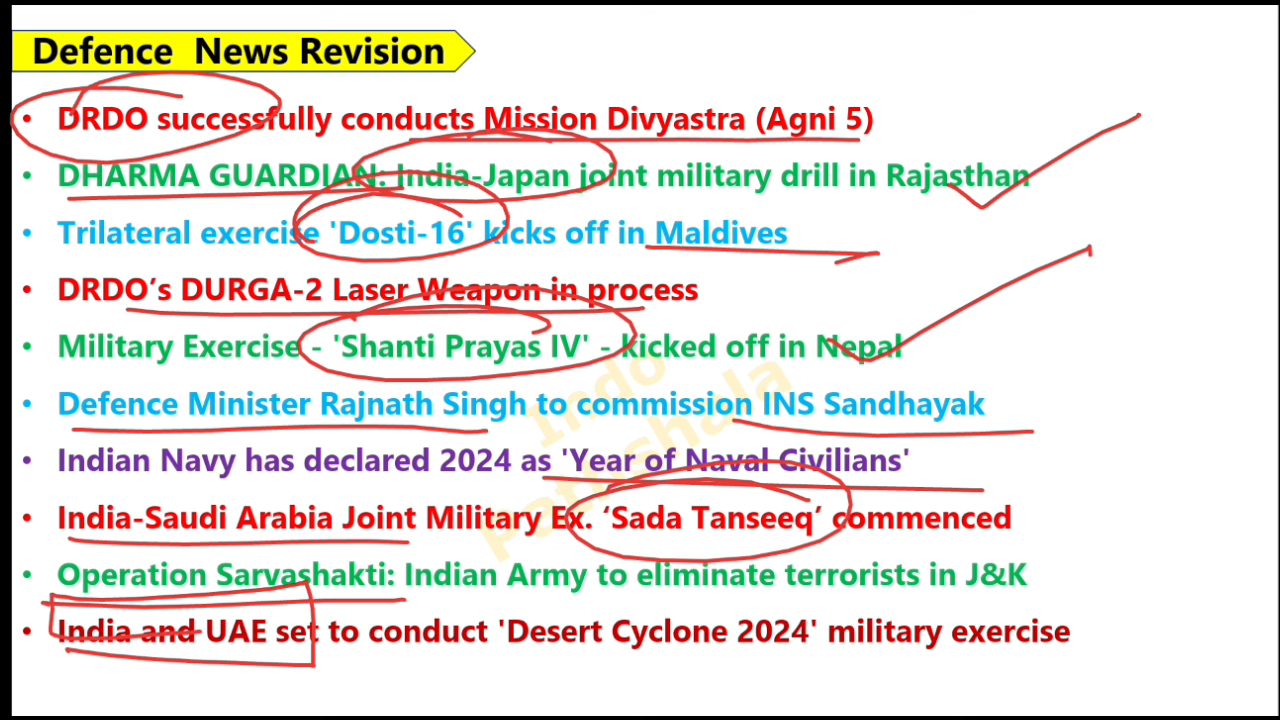 Defence News Revision
• DRDO successfully conducts Mission Divyastra (Agni 5)
• DHARMA GUARDIAN: India-Japan joint military drill in Rajasthan
• Trilateral exercise 'Dosti-16' kicks off in Maldives
• DRDO’s DURGA-2 Laser Weapon in process
• Military Exercise - 'Shanti Prayas IV' - Kicked off in Nepal
• Defence Minister Rajnath Singh to commission INS Sandhayak
• Indian Navy has declared 2024 as 'Year of Naval Civilians'
• India-Saudi Arabia Joint Military Ex. ‘Sada Tanseeq’ commenced
• Operation Sarvashakti: Indian Army to eliminate terrorists in J&K
• India and UAE set to conduct 'Desert Cyclone 2024' military exercise
Indo
Pathshala